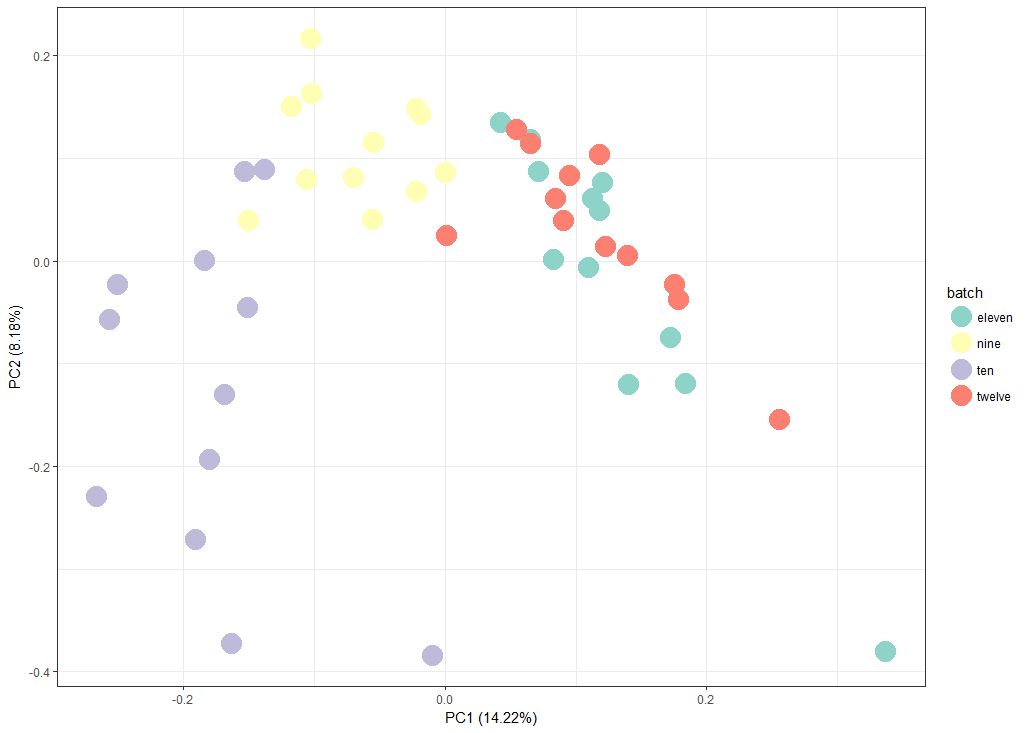 0.2
0.0
-0.2
-0.4
PC2 (8.18%)
-0.2
0.0
0.2
PC1 (14.22%)
batch
eleven
nine
ten
twelve